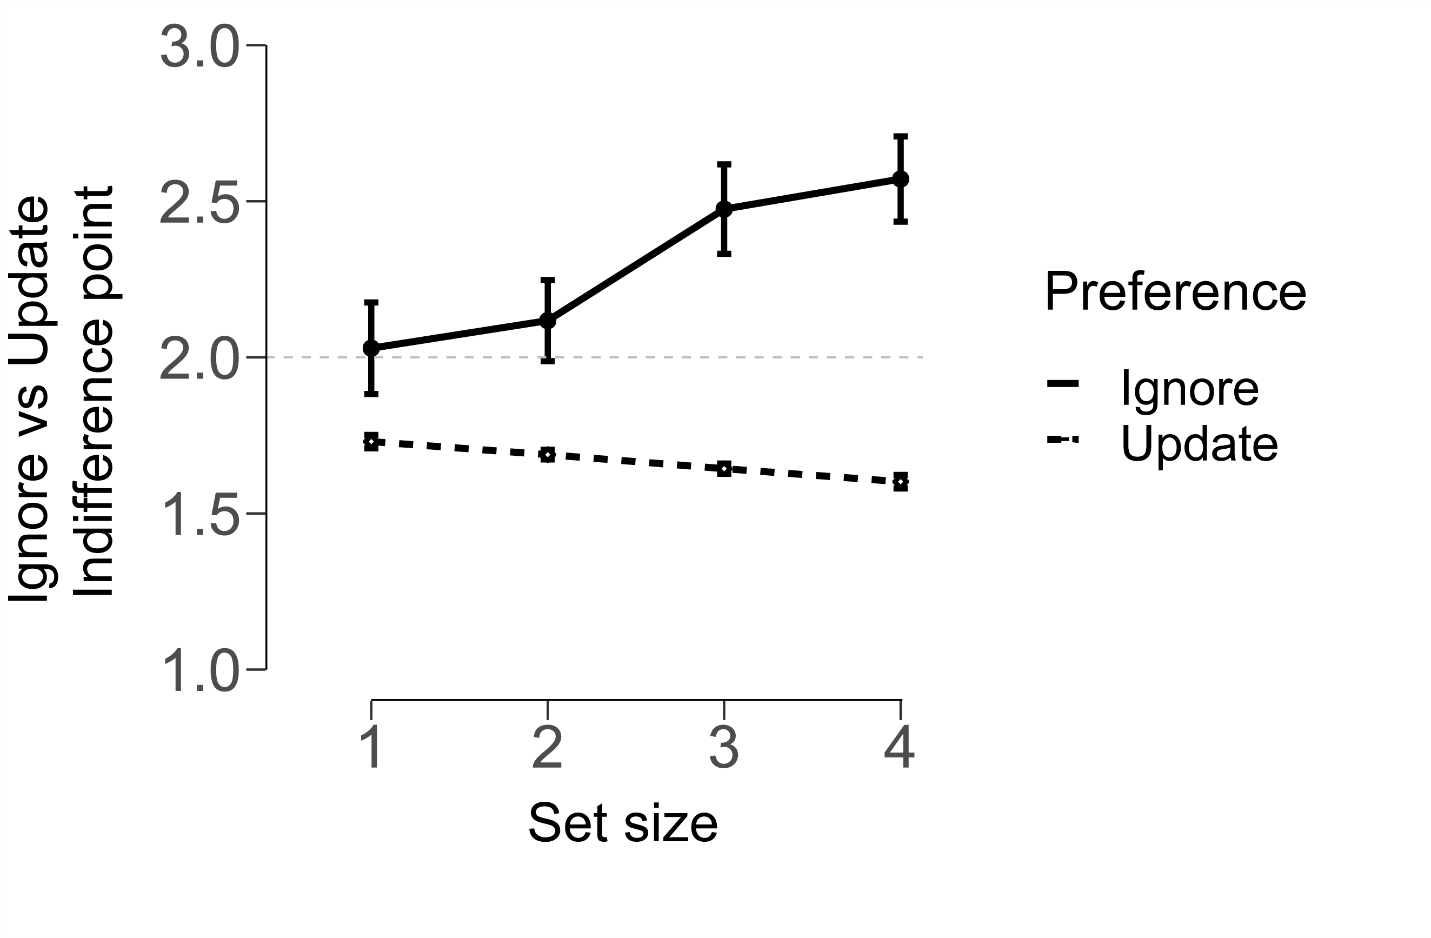 Ignore vs Update
Indifference point
3.0
2.5
2.0
1.5
1.0
1 2 3 4
Set size
Preference
Ignore
Update